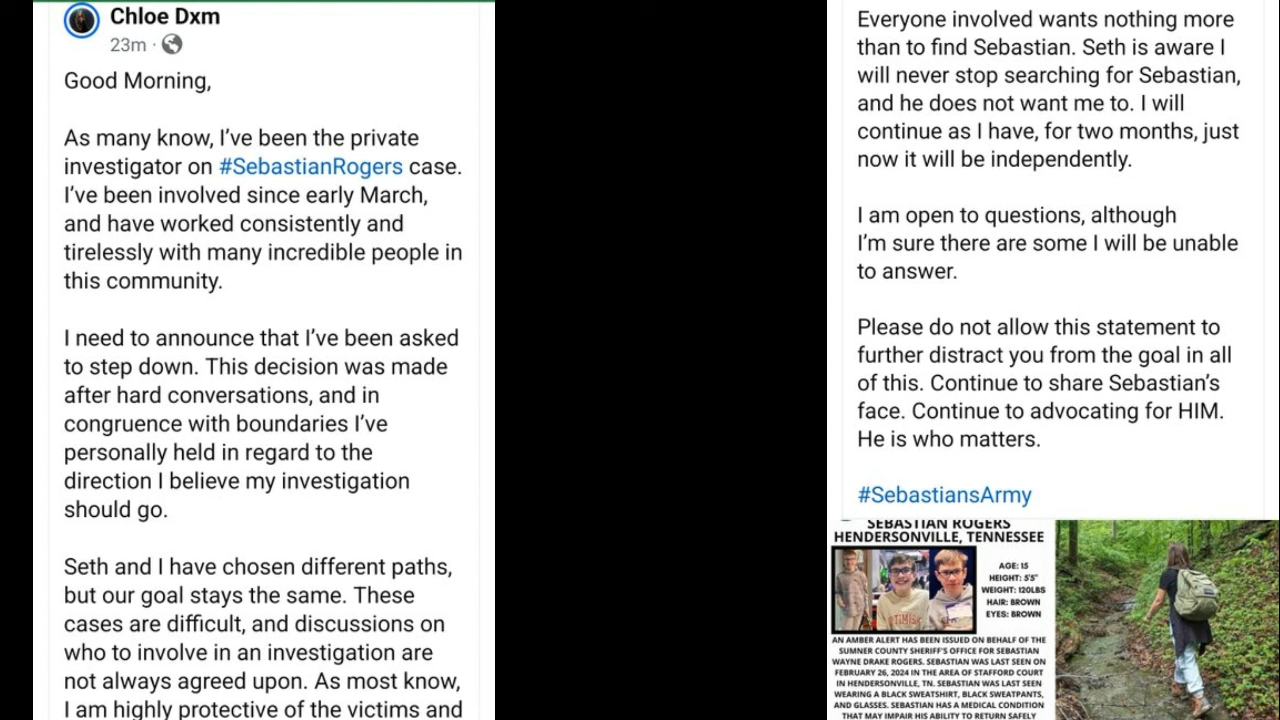 Chloe Dxm
23m ·
Good Morning,
As many know, I've been the private
investigator on #SebastianRogers case.
I've been involved since early March,
and have worked consistently and
tirelessly with many incredible people in
this community.
I need to announce that I've been asked
to step down. This decision was made
after hard conversations, and in
congruence with boundaries I've
personally held in regard to the
direction I believe my investigation
should go.
Seth and I have chosen different paths,
but our goal stays the same. These
cases are difficult, and discussions on
who to involve in an investigation are
not always agreed upon. As most know,
I am highly protective of the victims and
Everyone involved wants nothing more
than to find Sebastian. Seth is aware I
will never stop searching for Sebastian,
and he does not want me to. I will
continue as I have, for two months, just
now it will be independently.
I am open to questions, although
I'm sure there are some I will be unable
to answer.
Please do not allow this statement to
further distract you from the goal in all
of this. Continue to share Sebastian's
face. Continue to advocating for HIM.
He is who matters.
#SebastiansArmy
SEBASTIAN ROGERS
HENDERSONVILLE, TENNESSEE
AGE: 15
HEIGHT: 5'5"
WEIGHT: 120LBS
HAIR: BROWN
EYES: BROWN
AN AMBER ALERT HAS BEEN ISSUED ON BEHALF OF THE
SUMNER COUNTY SHERIFF'S OFFICE FOR SEBASTIAN
WAYNE DRAKE ROGERS. SEBASTIAN WAS LAST SEEN ON
FEBRUARY 26, 2024 IN THE AREA OF STAFFORD COURT
IN HENDERSONVILLE, TN. SEBASTIAN WAS LAST SEEN
WEARING A BLACK SWEATSHIRT, BLACK SWEATPANTS,
AND GLASSES. SEBASTIAN HAS A MEDICAL CONDITION
THAT MAY IMPAIR HIS ABILITY TO RETURN SAFELY